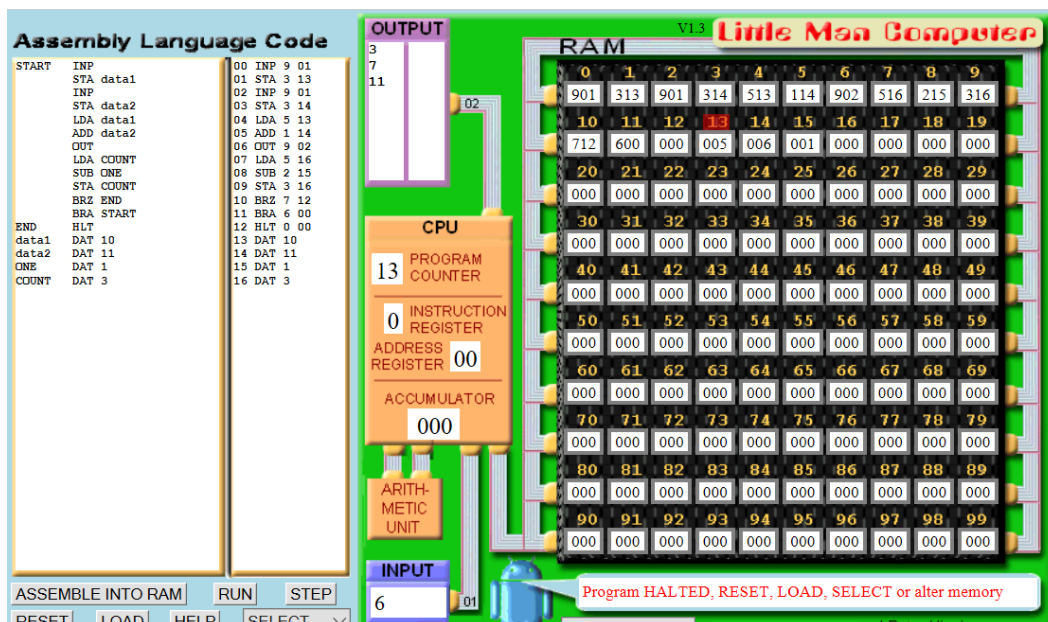 Assembly Language Code
START INP
STA data1
INP
STA data2
LDA data1
ADD data2
OUT
LDA COUNT
SUB ONE
STA COUNT
BRZ END
BRA START
END HLT
data1 DAT 10
data2 DAT 11
ONE DAT 1
COUNT DAT 3
00 INP 9 01
01 STA 3 13
02 INP 9 01
03 STA 3 14
04 LDA 5 13
05 ADD 1 14
06 OUT 9 02
07 LDA 5 16
08 SUB 2 15
09 STA 3 16
10 BRZ 7 12
11 BRA 6 00
12 HLT 0 00
13 DAT 10
14 DAT 11
15 DAT 1
16 DAT 3
ASSEMBLE INTO RAM RUN STEP
RESET LOAD HELP SELECT
OUTPUT
3
7
11
02
CPU
13 PROGRAM COUNTER
0 INSTRUCTION REGISTER
ADDRESS REGISTER 00
ACCUMULATOR
000
ARITH-
METIC
UNIT
INPUT
6
01
V1.3 Little Man Computer
RAM
0 1 2 3 4 5 6 7 8 9
901 313 901 314 513 114 902 516 215 316
10 11 12 13 14 15 16 17 18 19
712 600 000 005 006 001 000 000 000 000
20 21 22 23 24 25 26 27 28 29
000 000 000 000 000 000 000 000 000 000
30 31 32 33 34 35 36 37 38 39
000 000 000 000 000 000 000 000 000 000
40 41 42 43 44 45 46 47 48 49
000 000 000 000 000 000 000 000 000 000
50 51 52 53 54 55 56 57 58 59
000 000 000 000 000 000 000 000 000 000
60 61 62 63 64 65 66 67 68 69
000 000 000 000 000 000 000 000 000 000
70 71 72 73 74 75 76 77 78 79
000 000 000 000 000 000 000 000 000 000
80 81 82 83 84 85 86 87 88 89
000 000 000 000 000 000 000 000 000 000
90 91 92 93 94 95 96 97 98 99
000 000 000 000 000 000 000 000 000 000
Program HALTED, RESET, LOAD, SELECT or alter memory